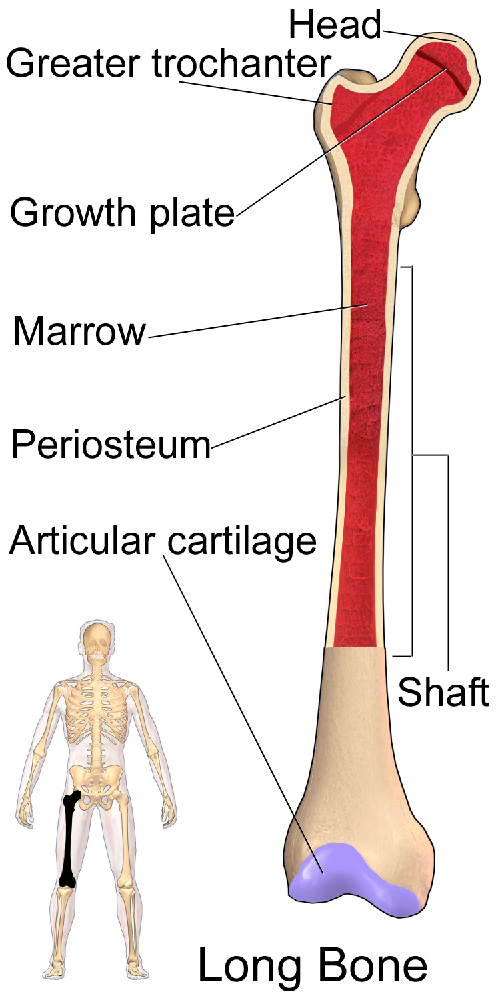 Head
Greater trochanter
Growth plate
Marrow
Periosteum
Articular cartilage
Shaft
Long Bone